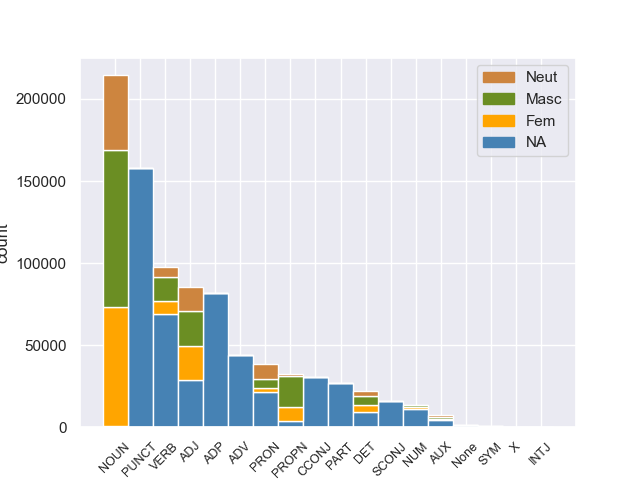 Neut
Masc
Fem
NA
200000
150000
100000
50000
0
count
NOUN
PUNCT
VERB
ADJ
ADP
ADV
PRON
PROPN
CCONJ
PART
DET
SCONJ
NUM
AUX
None
SYM
X
INTJ